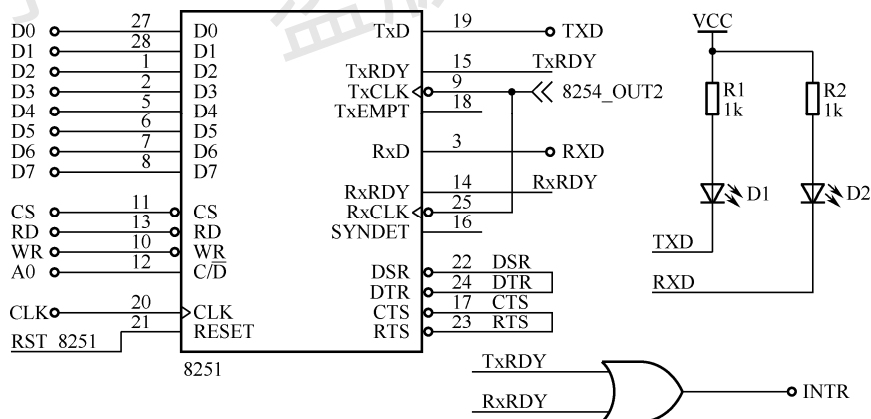 D0 27 D0 TxD 19 TXD
D1 28 D1
D2 1 D2 TxRDY 15 TxRDY
D3 2 D3 TxCLK 9 8254_OUT2
D4 5 D4 TxEMPT 18
D5 6 D5
D6 7 D6 RxD 3 RXD
D7 8 D7
RxRDY 14 RxRDY
CS 11 CS RxCLK 25
RD 13 RD SYNDET 16
WR 10 WR
A0 12 C/D̅ DSR 22 DSR
DTR 24 DTR
CLK 20 CLK CTS 17 CTS
RST_8251 21 RESET RTS 23 RTS
8251
VCC
R1 1k
R2 1k
D1
D2
TXD
RXD
TxRDY
RxRDY
INTR